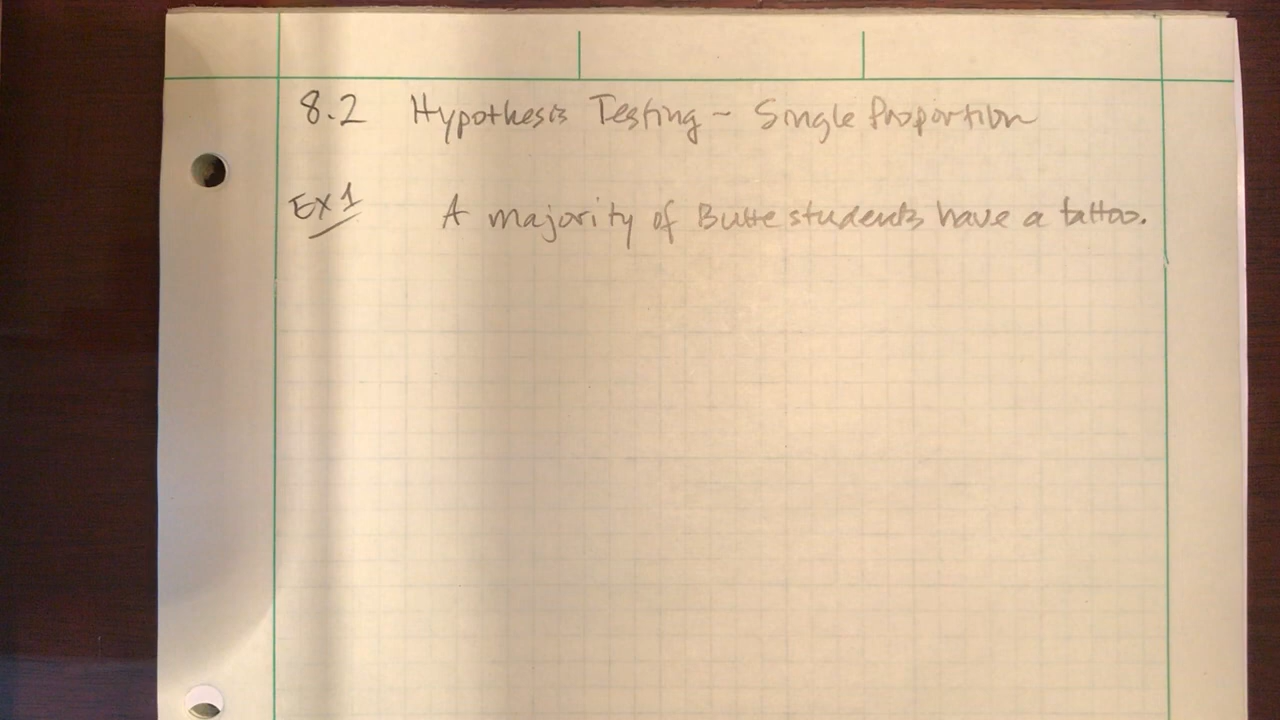 8.2 Hypothesis Testing - Single Proportion
Ex 1 A majority of Butte students have a tattoo.